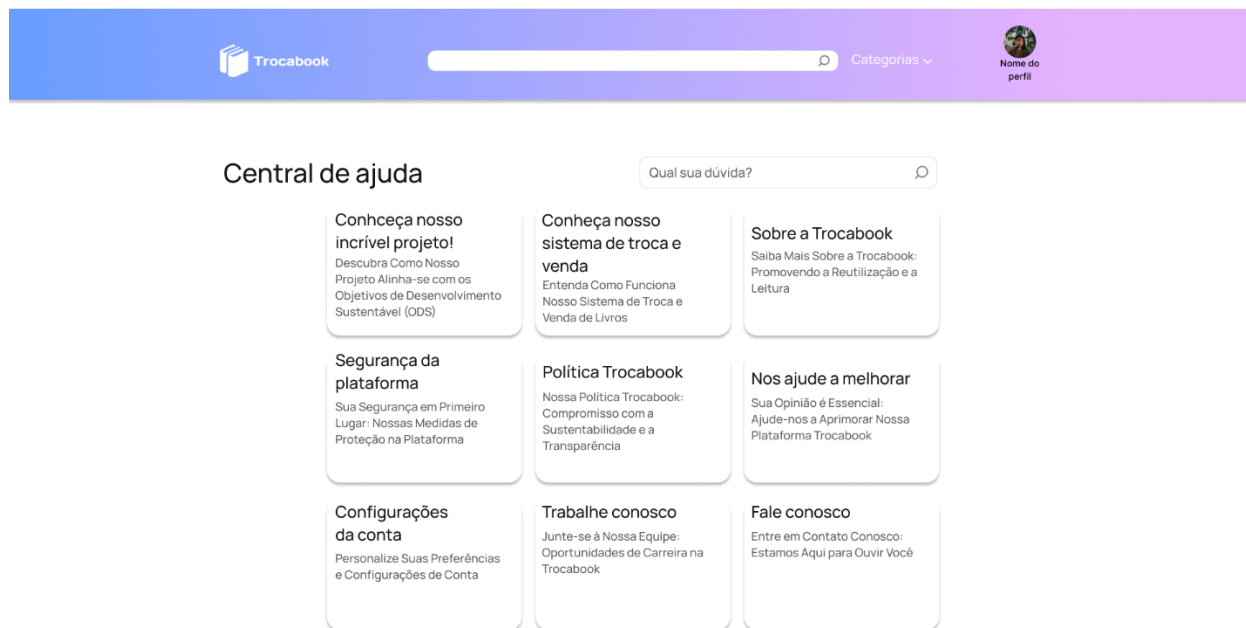 Trocabook
Categorias
Nome do
perfil
Central de ajuda
Qual sua dúvida?
Conhceça nosso
incrível projeto!
Descubra Como Nosso
Projeto Alinha-se com os
Objetivos de Desenvolvimento
Sustentável (ODS)
Conheça nosso
sistema de troca e
venda
Entenda Como Funciona
Nosso Sistema de Troca e
Venda de Livros
Sobre a Trocabook
Saiba Mais Sobre a Trocabook:
Promovendo a Reutilização e a
Leitura
Segurança da
plataforma
Sua Segurança em Primeiro
Lugar: Nossas Medidas de
Proteção na Plataforma
Política Trocabook
Nossa Política Trocabook:
Compromisso com a
Sustentabilidade e a
Transparência
Nos ajude a melhorar
Sua Opinião é Essencial:
Ajude-nos a Aprimorar Nossa
Plataforma Trocabook
Configurações
da conta
Personalize Suas Preferências
e Configurações de Conta
Trabalhe conosco
Junte-se à Nossa Equipe:
Oportunidades de Carreira na
Trocabook
Fale conosco
Entre em Contato Conosco:
Estamos Aqui para Ouvir Você